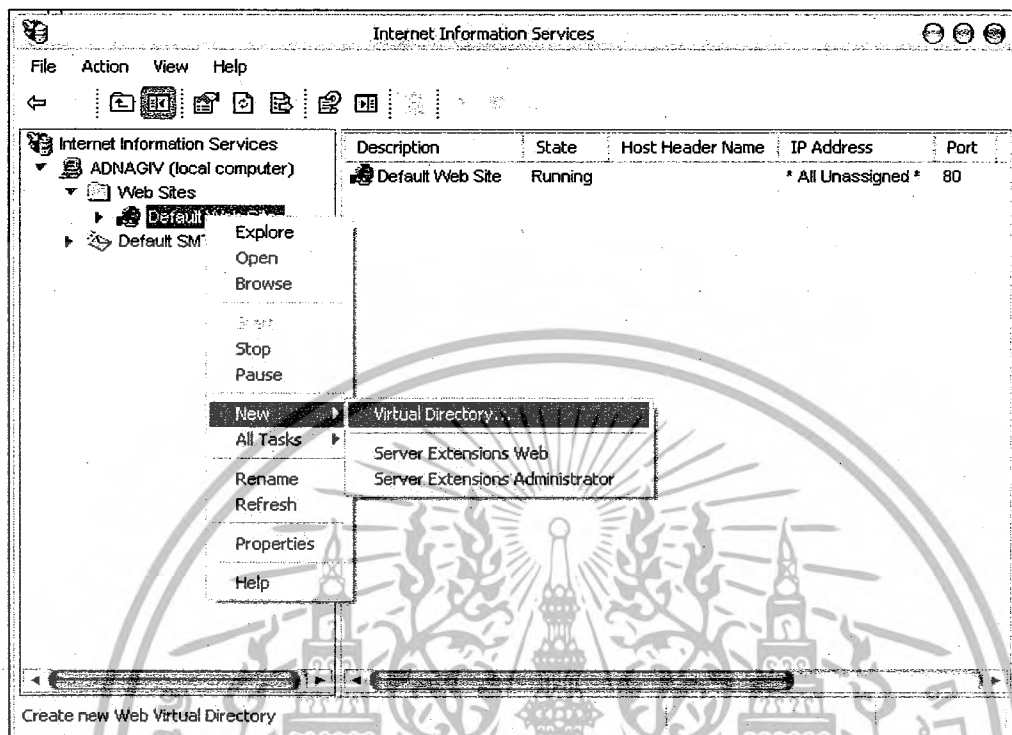 Internet Information Services
File Action View Help
Internet Information Services
ADNAGIV (local computer)
Web Sites
Default
Default SM
Description State Host Header Name IP Address Port
Default Web Site Running * All Unassigned * 80
Explore
Open
Browse
Start
Stop
Pause
New
All Tasks
Rename
Refresh
Properties
Help
Virtual Directory...
Server Extensions Web
Server Extensions Administrator
Create new Web Virtual Directory